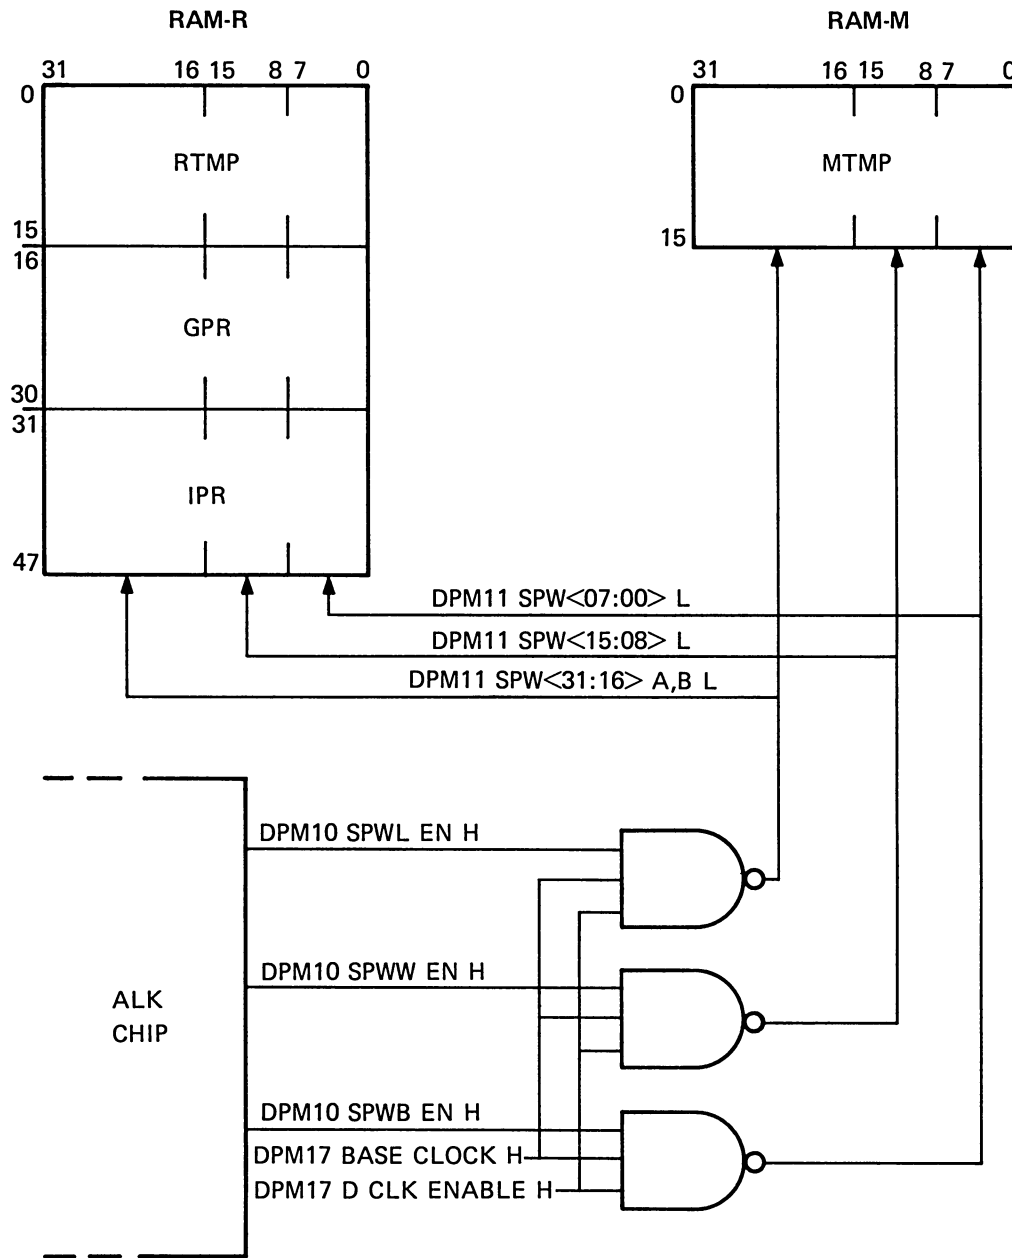 RAM-R
RAM-M
31 16 15 8 7 0
31 16 15 8 7 0
0
0
RTMP
MTMP
15
15
16
GPR
30
31
IPR
47
DPM11 SPW<07:00> L
DPM11 SPW<15:08> L
DPM11 SPW<31:16> A,B L
DPM10 SPWL EN H
DPM10 SPWW EN H
ALK
CHIP
DPM10 SPWB EN H
DPM17 BASE CLOCK H
DPM17 D CLK ENABLE H